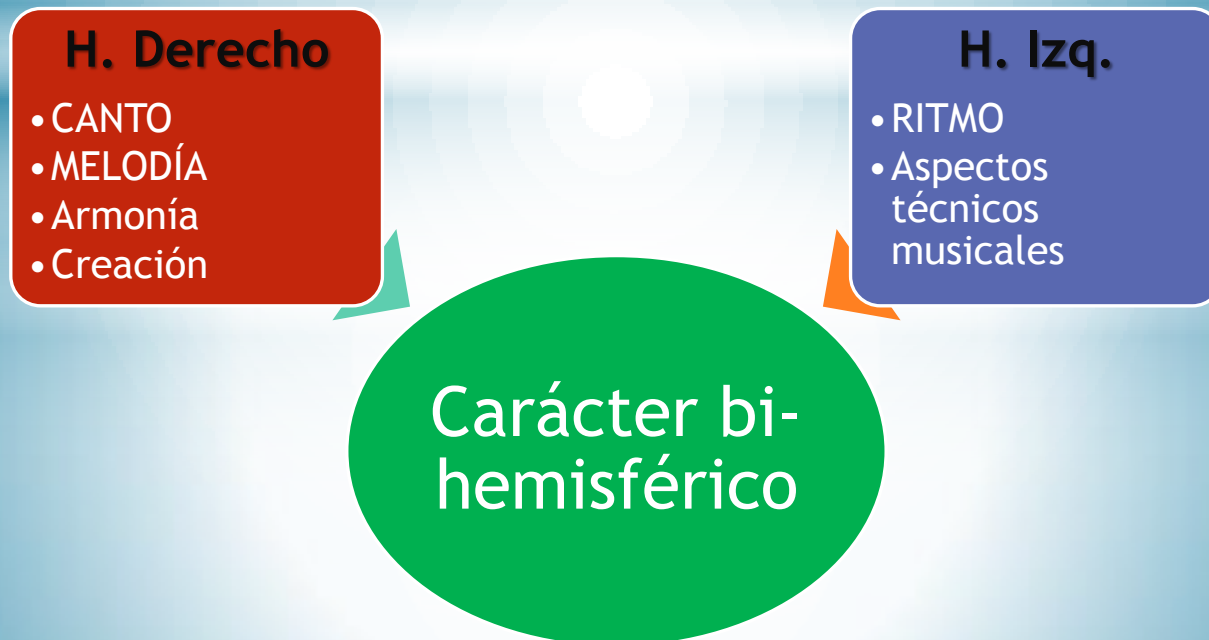 H. Derecho
•CANTO
•MELODÍA
•Armonía
•Creación
H. Izq.
•RITMO
•Aspectos
técnicos
musicales
Carácter bi-
hemisférico